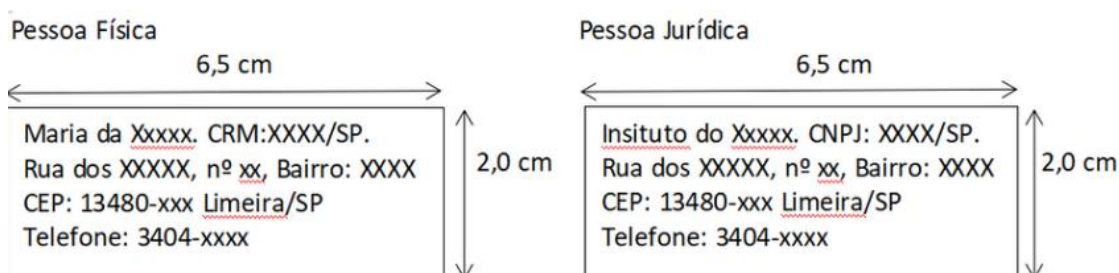 Pessoa Física
6,5 cm
Maria da Xxxxx. CRM:XXXX/SP.
Rua dos XXXXX, nº xx, Bairro: XXXX
CEP: 13480-xxx Limeira/SP
Telefone: 3404-xxxx
2,0 cm
Pessoa Jurídica
6,5 cm
Insituto do Xxxxx. CNPJ: XXXX/SP.
Rua dos XXXXX, nº xx, Bairro: XXXX
CEP: 13480-xxx Limeira/SP
Telefone: 3404-xxxx
2,0 cm